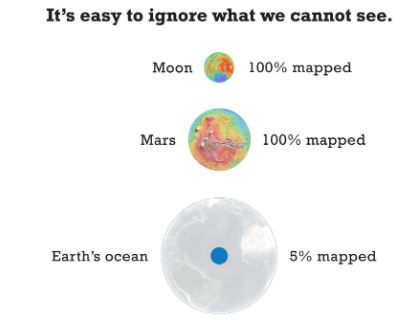 It's easy to ignore what we cannot see.
Moon 100% mapped
Mars 100% mapped
Earth's ocean 5% mapped